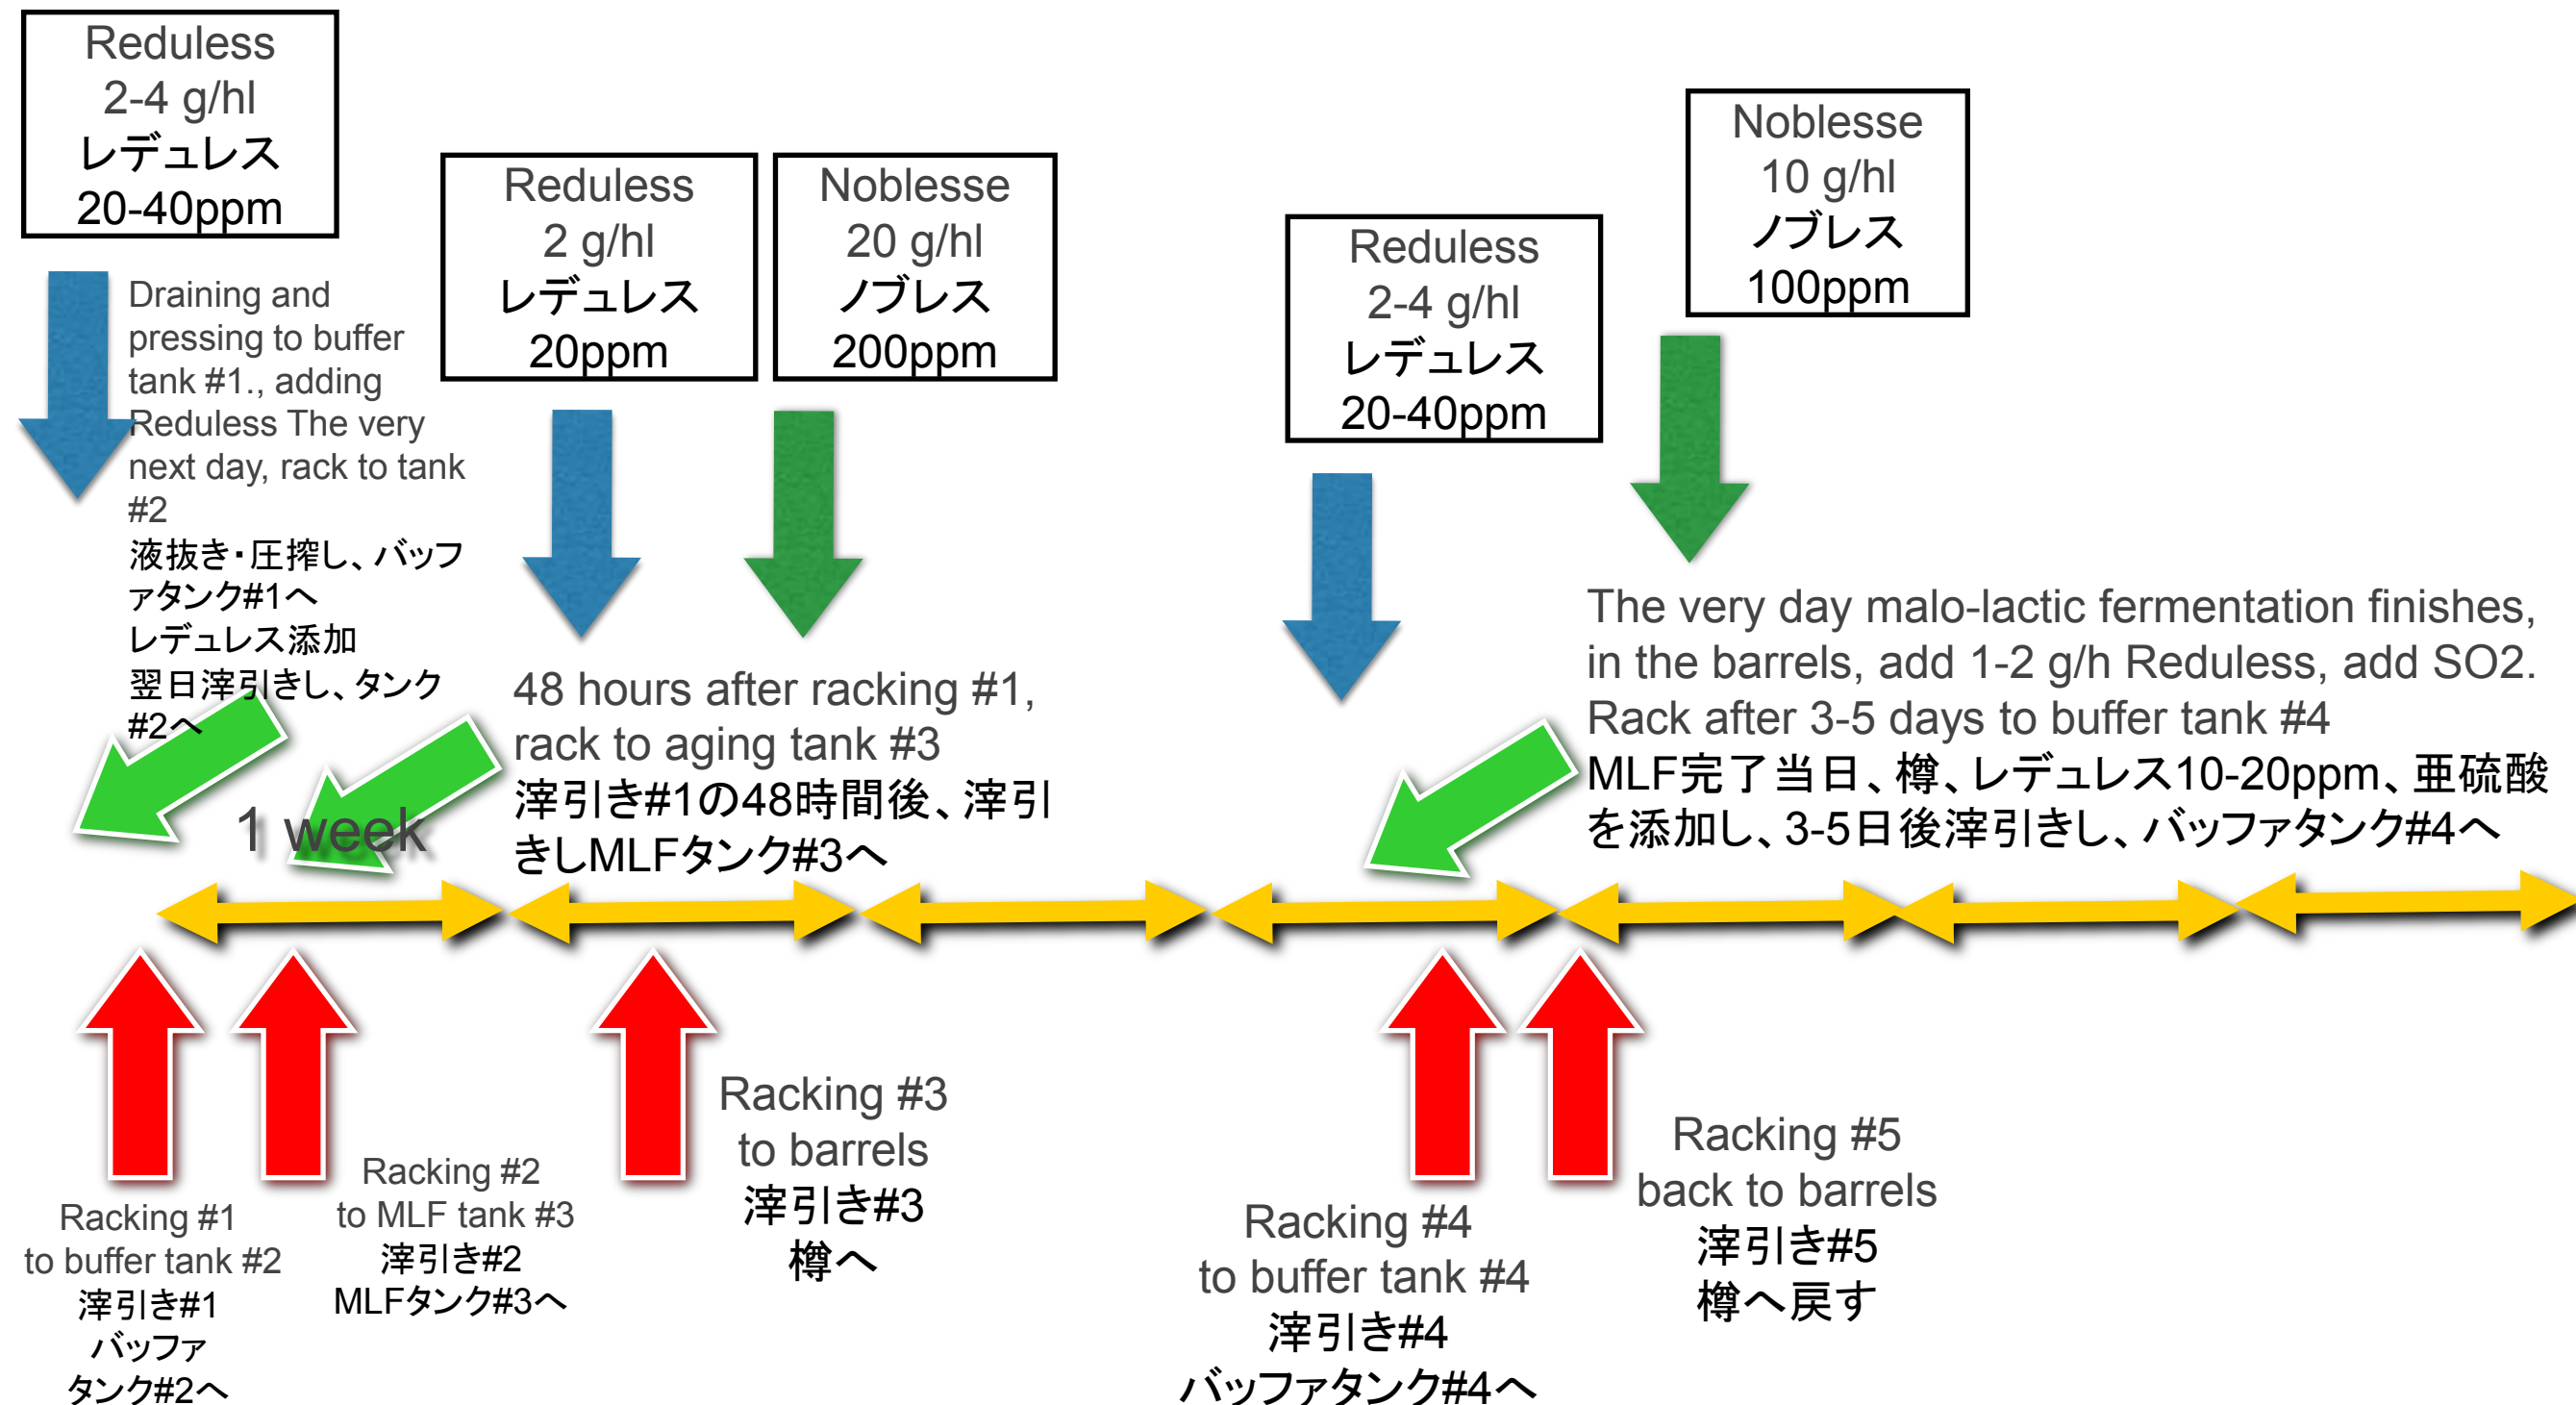 Reduless
2-4 g/hl
レデュレス
20-40ppm
Reduless
2 g/hl
レデュレス
20ppm
Noblesse
20 g/hl
ノブレス
200ppm
Reduless
2-4 g/hl
レデュレス
20-40ppm
Noblesse
10 g/hl
ノブレス
100ppm
Draining and
pressing to buffer
tank #1., adding
Reduless The very
next day, rack to tank
#2
液抜き・圧搾し、バッフ
ァタンク#1へ
レデュレス添加
翌日滓引きし、タンク
#2へ
48 hours after racking #1,
rack to aging tank #3
滓引き#1の48時間後、滓引
きしMLFタンク#3へ
The very day malo-lactic fermentation finishes,
in the barrels, add 1-2 g/h Reduless, add SO2.
Rack after 3-5 days to buffer tank #4
MLF完了当日、樽、レデュレス10-20ppm、亜硫酸
を添加し、3-5日後滓引きし、バッファタンク#4へ
1 week
Racking #1
to buffer tank #2
滓引き#1
バッファ
タンク#2へ
Racking #2
to MLF tank #3
滓引き#2
MLFタンク#3へ
Racking #3
to barrels
滓引き#3
樽へ
Racking #4
to buffer tank #4
滓引き#4
バッファタンク#4へ
Racking #5
back to barrels
滓引き#5
樽へ戻す